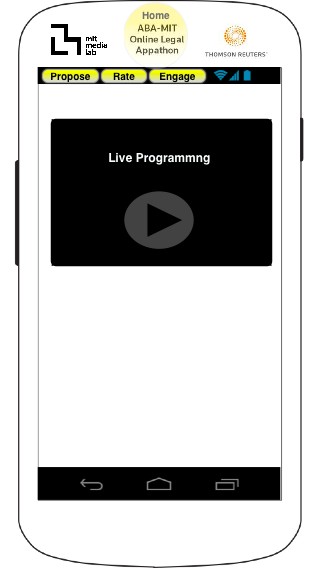 Home
ABA-MIT
Online Legal
Appathon
mit
media
lab
THOMSON REUTERS
Propose Rate Engage
Live Programmng